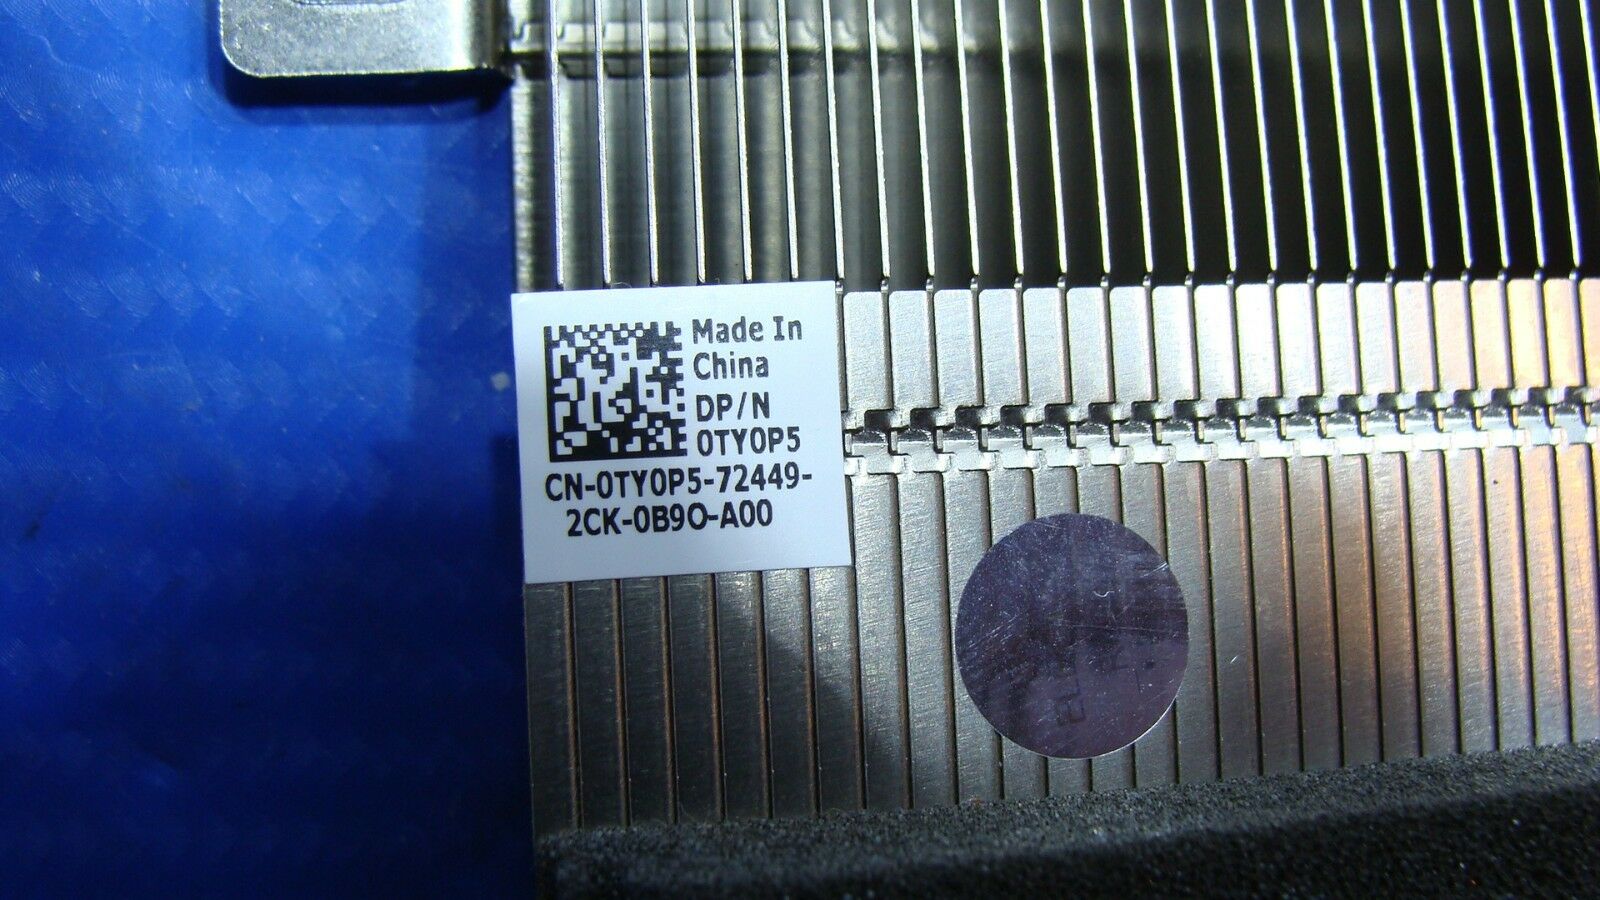 Made In
China
DP/N
0TY0P5
CN-0TY0P5-72449-
2CK-0B9O-A00